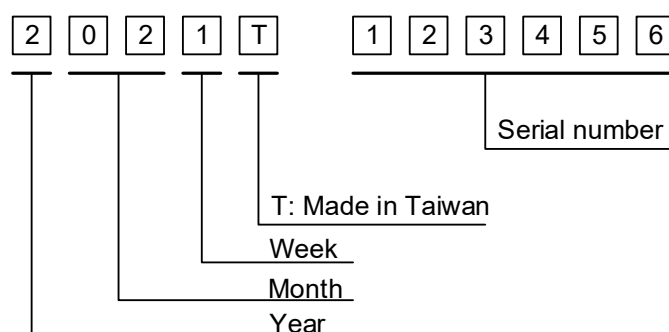 2 0 2 1 T 1 2 3 4 5 6
Serial number
T: Made in Taiwan
Week
Month
Year